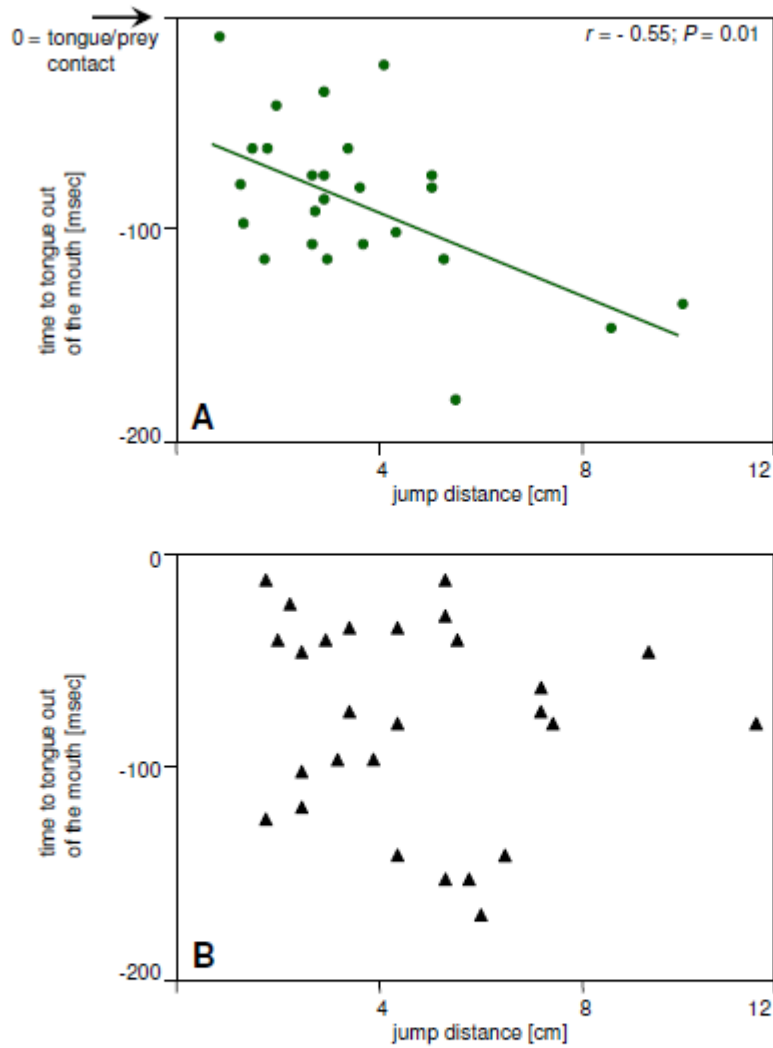 0 = tongue/prey
contact
r = - 0.55; P = 0.01
time to tongue out
of the mouth [msec]
-100
-200
A
4
8
12
jump distance [cm]
0
time to tongue out
of the mouth [msec]
-100
-200
B
4
8
12
jump distance [cm]